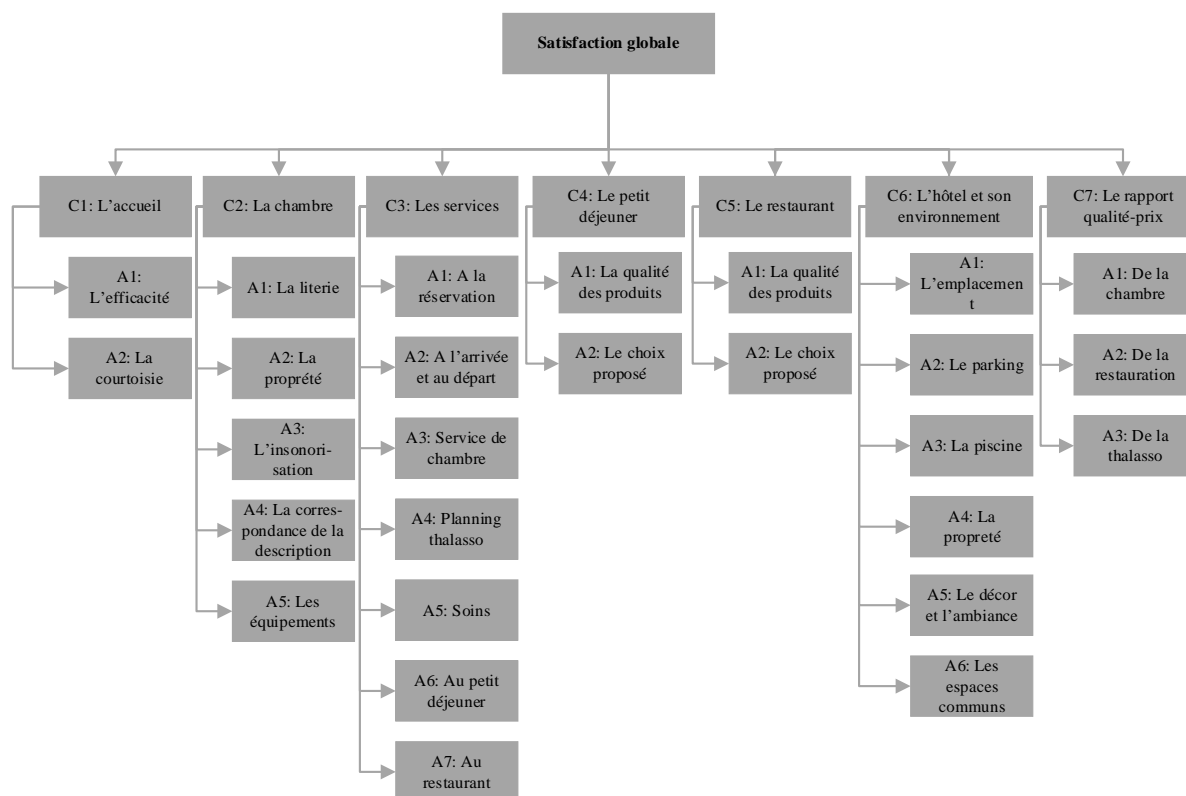 Satisfaction globale
C1: L’accueil
C2: La chambre
C3: Les services
C4: Le petit
déjeuner
C5: Le restaurant
C6: L’hôtel et son
environnement
C7: Le rapport
qualité-prix
A1:
L’efficacité
A2: La
courtoisie
A1: La literie
A2: La
proprété
A3:
L’insonori-
sation
A4: La corres-
pondance de la
description
A5: Les
équipements
A1: A la
réservation
A2: A l’arrivée
et au départ
A3: Service de
chambre
A4: Planning
thalasso
A5: Soins
A6: Au petit
déjeuner
A7: Au
restaurant
A1: La qualité
des produits
A2: Le choix
proposé
A1: La qualité
des produits
A2: Le choix
proposé
A1:
L’emplacemen
t
A2: Le parking
A3: La piscine
A4: La
propreté
A5: Le décor
et l’ambiance
A6: Les
espaces
communs
A1: De la
chambre
A2: De la
restauration
A3: De la
thalasso